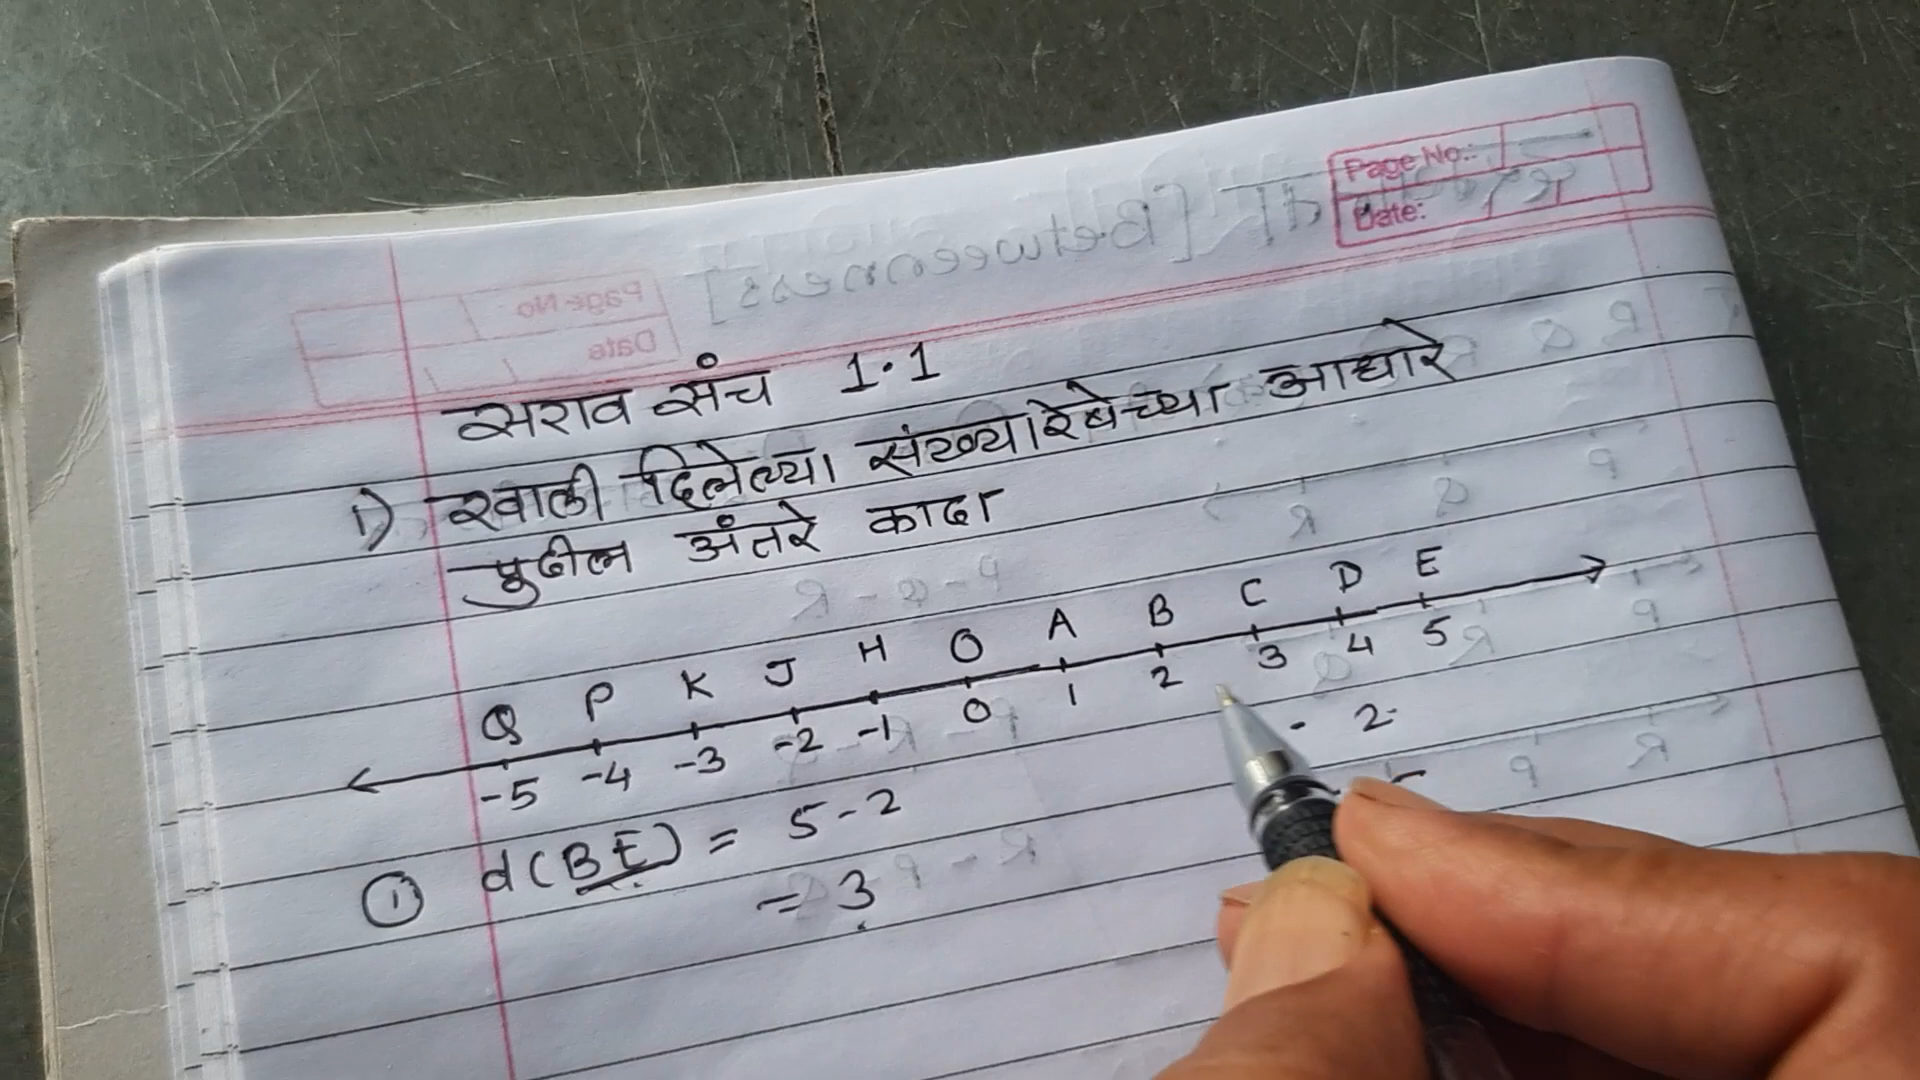 Page No.:
Date:
सराव संच 1.1
1) खाली दिलेल्या संख्यारेषेच्या आधारे
पुढील अंतरे काढा
Q P K J H O A B C D E
-5 -4 -3 -2 -1 0 1 2 3 4 5
- 2
① d(BE) = 5-2
= 3